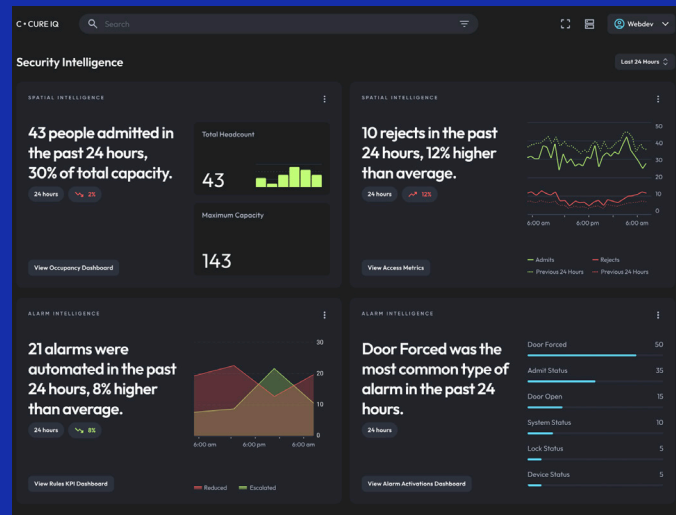 C•CURE IQ
Search
Webdev
Security Intelligence
Last 24 Hours
SPATIAL INTELLIGENCE
43 people admitted in
the past 24 hours,
30% of total capacity.
24 hours
2%
View Occupancy Dashboard
Total Headcount
43
Maximum Capacity
143
SPATIAL INTELLIGENCE
10 rejects in the past
24 hours, 12% higher
than average.
24 hours
12%
View Access Metrics
50
40
30
20
10
0
6:00 am
6:00 pm
6:00 am
Admits
Rejects
Previous 24 Hours
Previous 24 Hours
ALARM INTELLIGENCE
21 alarms were
automated in the past
24 hours, 8% higher
than average.
24 hours
8%
View Rules KPI Dashboard
30
20
10
0
6:00 am
6:00 pm
6:00 am
Reduced
Escalated
ALARM INTELLIGENCE
Door Forced was the
most common type of
alarm in the past 24
hours.
24 hours
View Alarm Activations Dashboard
Door Forced 50
Admit Status 35
Door Open 15
System Status 10
Lock Status 5
Device Status 5